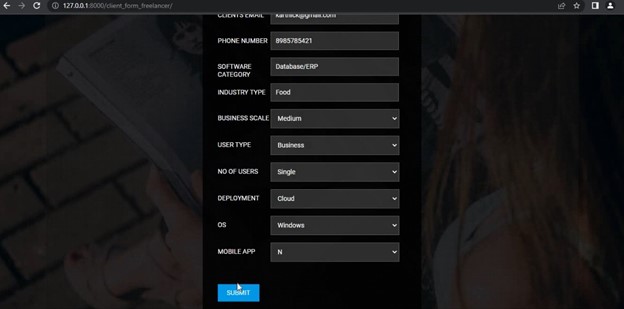 127.0.0.1:8000/client_form_freelancer/
CLIENTS EMAIL karthick@gmail.com
PHONE NUMBER 8985785421
SOFTWARE CATEGORY Database/ERP
INDUSTRY TYPE Food
BUSINESS SCALE Medium
USER TYPE Business
NO OF USERS Single
DEPLOYMENT Cloud
OS Windows
MOBILE APP N
SUBMIT